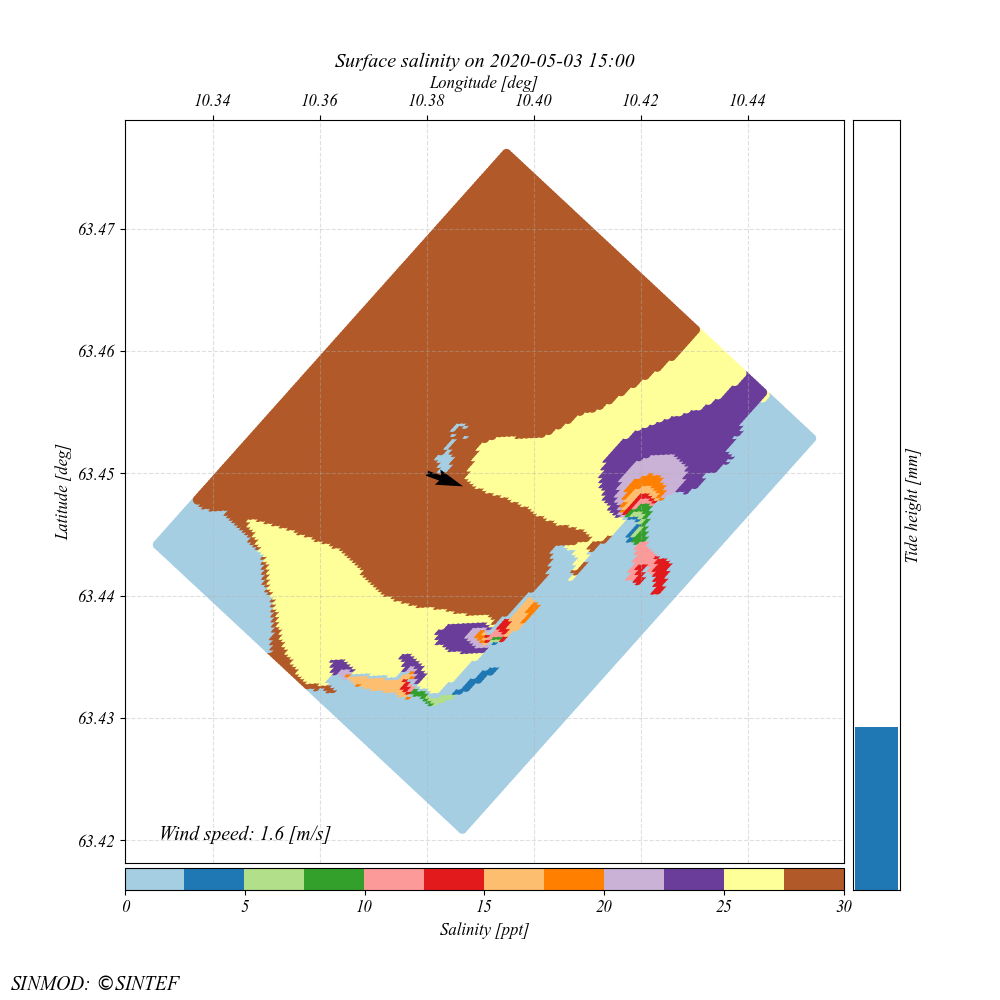 Surface salinity on 2020-05-03 15:00
Longitude [deg]
10.34 10.36 10.38 10.40 10.42 10.44
63.47
63.46
63.45
63.44
63.43
63.42
Latitude [deg]
Tide height [mm]
Wind speed: 1.6 [m/s]
0 5 10 15 20 25 30
Salinity [ppt]
SINMOD: ©SINTEF